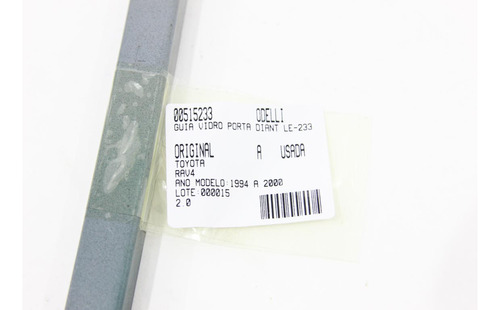 00515233 ODELLI
GUIA VIDRO PORTA DIANT LE-233
ORIGINAL A USADA
TOYOTA
RAV4
ANO MODELO:1994 A 2000
LOTE:000015
2.0